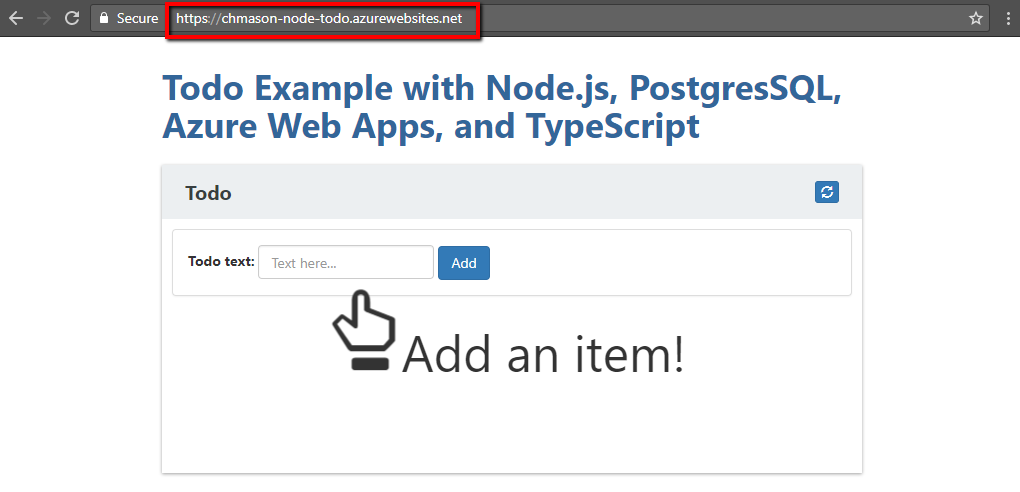 Secure https://chmason-node-todo.azurewebsites.net
Todo Example with Node.js, PostgresSQL,
Azure Web Apps, and TypeScript
Todo
Todo text: Text here... Add
Add an item!